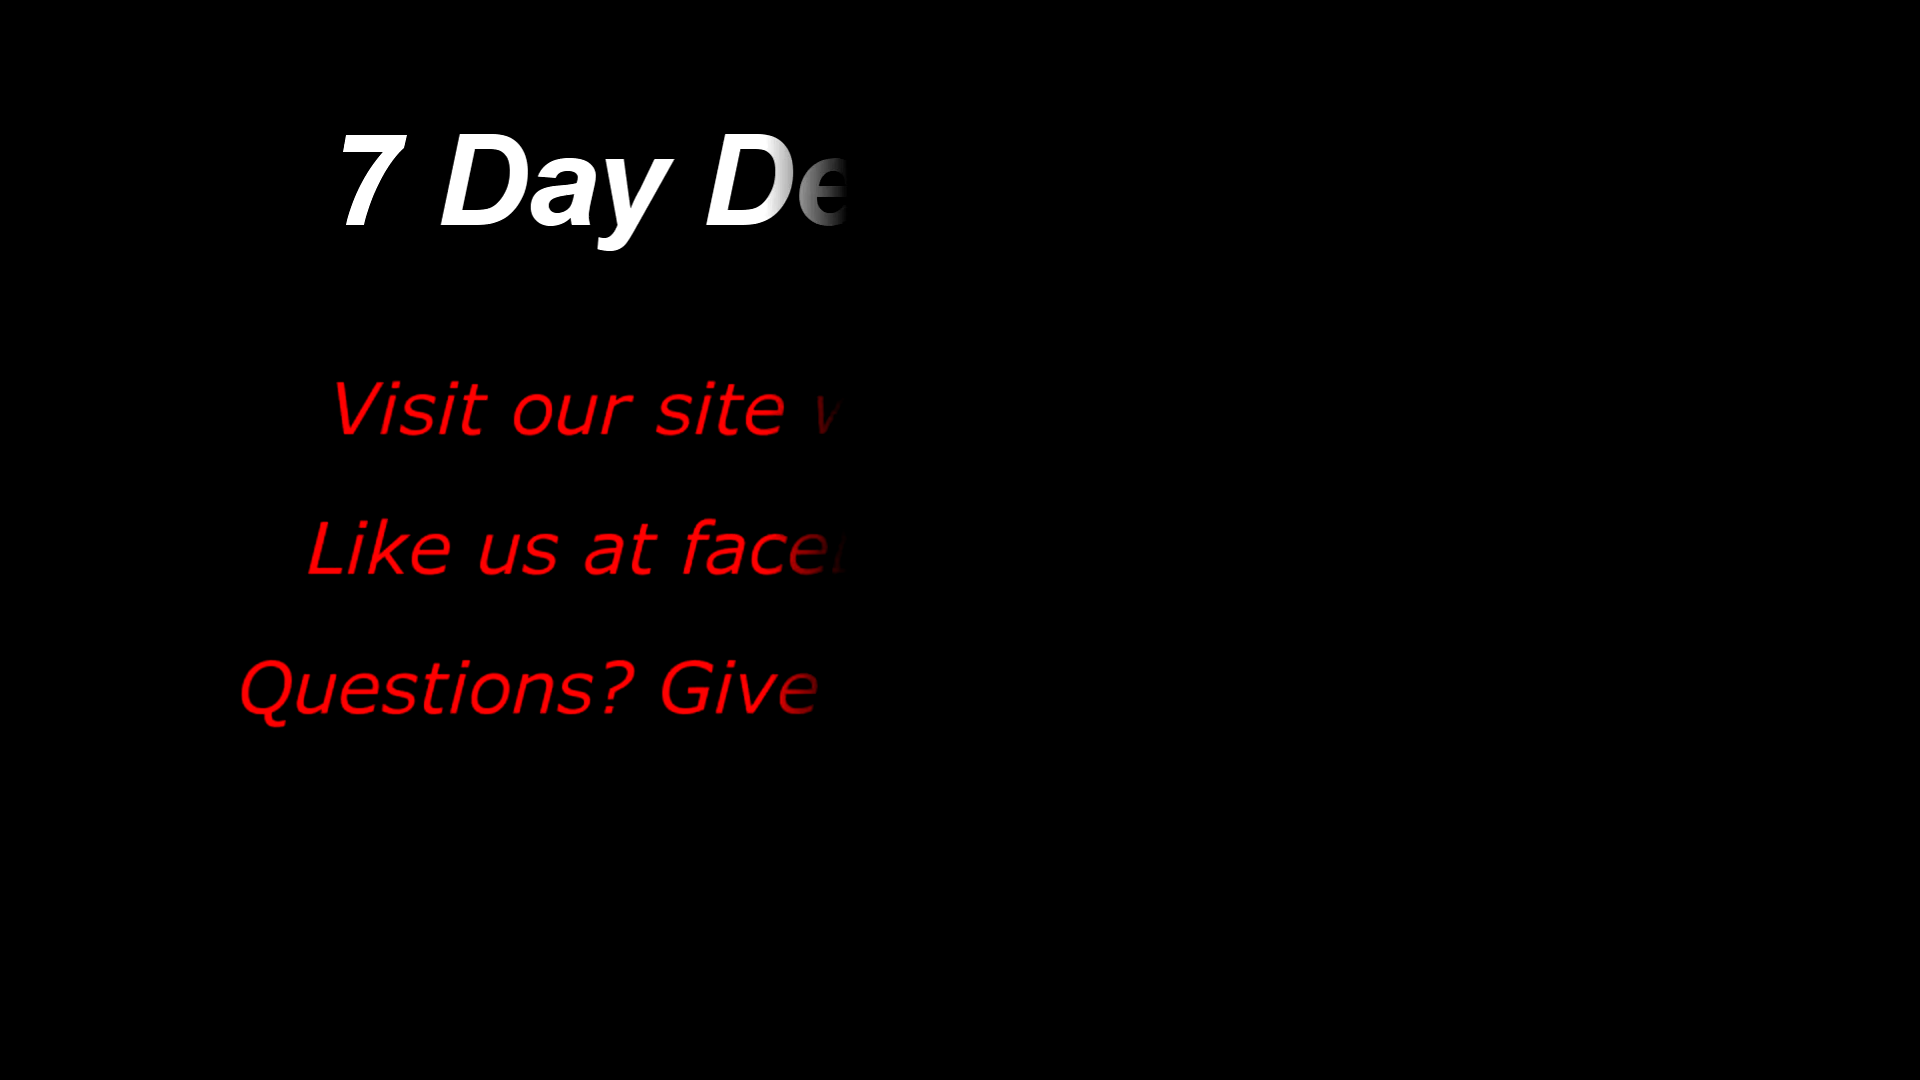 7 Day De
Visit our site
Like us at face
Questions? Give